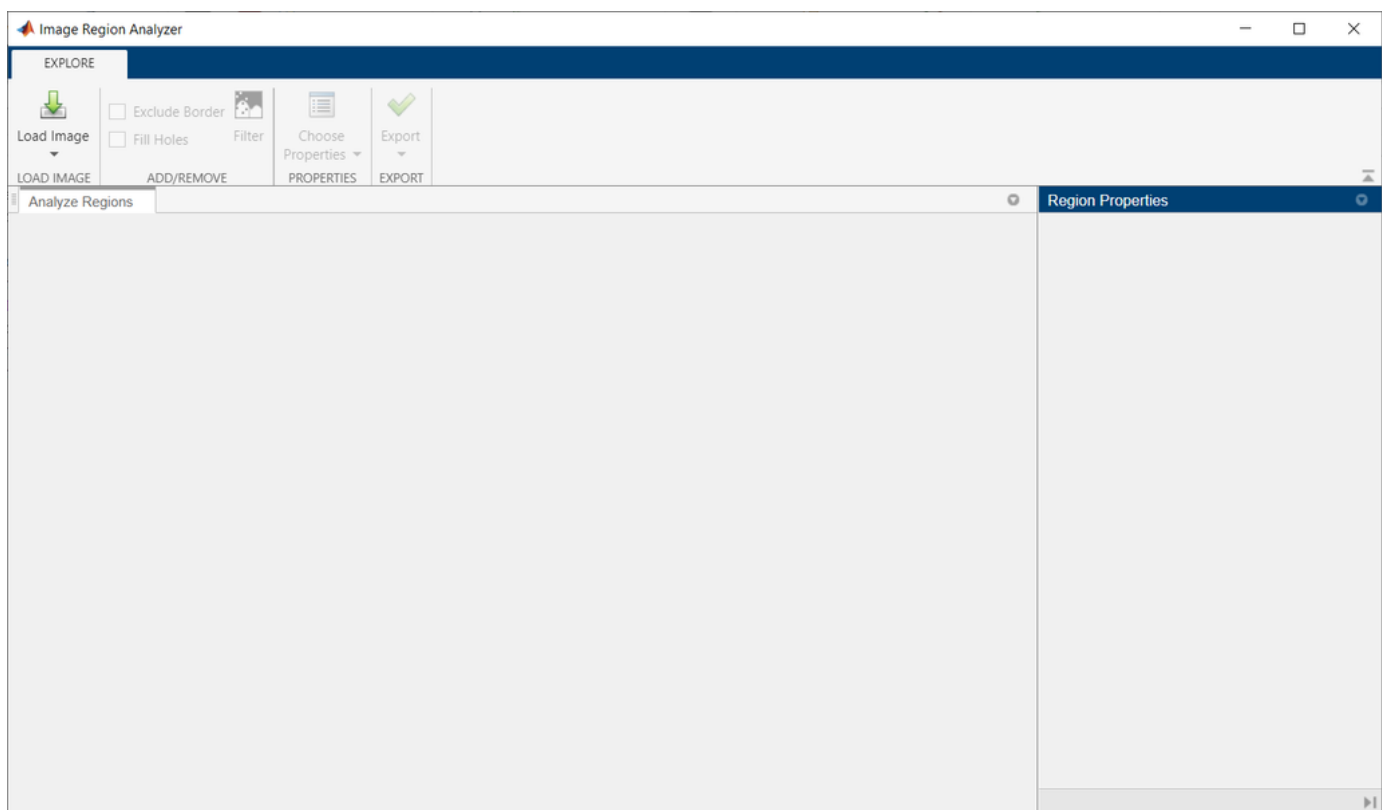 Image Region Analyzer
EXPLORE
Load Image
Exclude Border
Fill Holes
Filter
Choose
Properties
Export
LOAD IMAGE
ADD/REMOVE
PROPERTIES
EXPORT
Analyze Regions
Region Properties